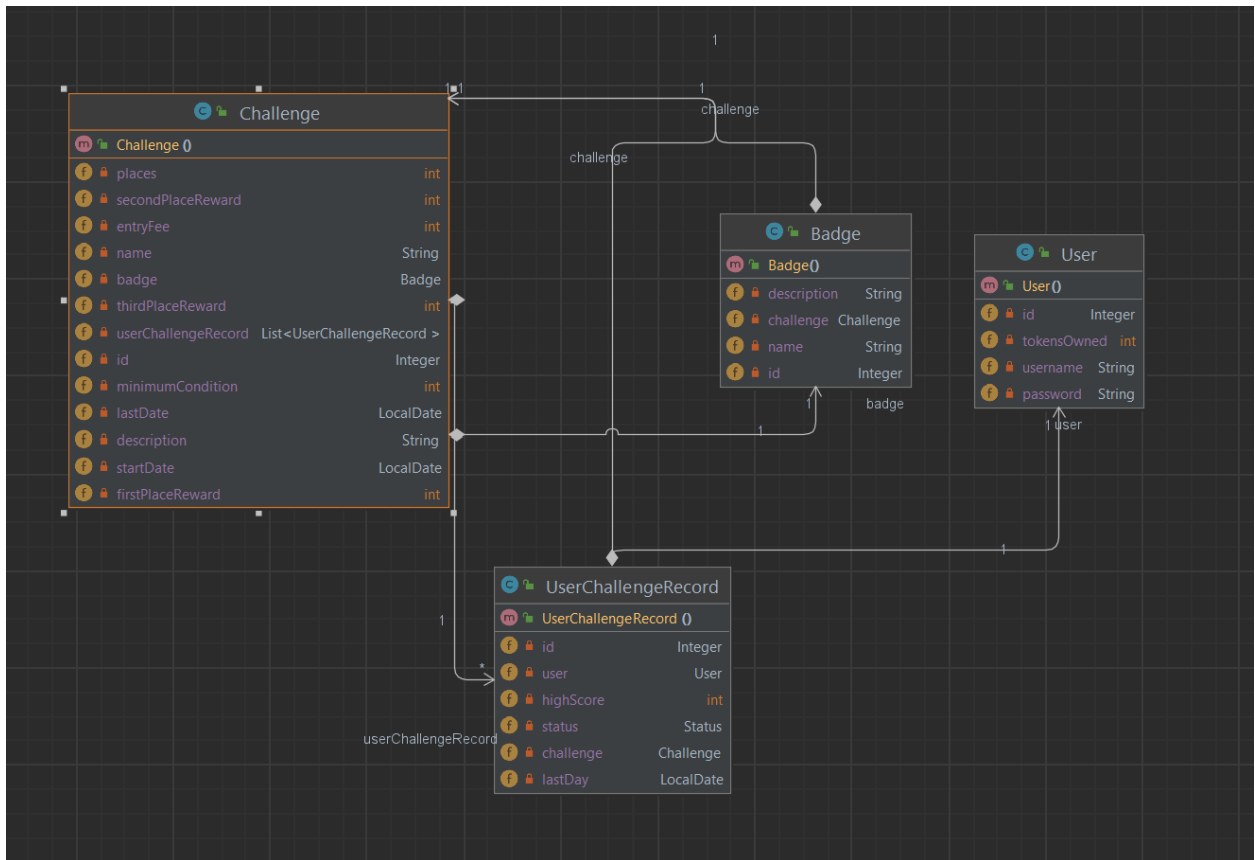 1
1 1
1
challenge
challenge
Challenge
m Challenge ()
f places int
f secondPlaceReward int
f entryFee int
f name String
f badge Badge
f thirdPlaceReward int
f userChallengeRecord List<UserChallengeRecord >
f id Integer
f minimumCondition int
f lastDate LocalDate
f description String
f startDate LocalDate
f firstPlaceReward int
C Badge
m Badge()
f description String
f challenge Challenge
f name String
f id Integer
1
badge
1
C User
m User()
f id Integer
f tokensOwned int
f username String
f password String
1 user
1
C UserChallengeRecord
m UserChallengeRecord ()
f id Integer
f user User
f highScore int
f status Status
f challenge Challenge
f lastDay LocalDate
1
*
userChallengeRecord